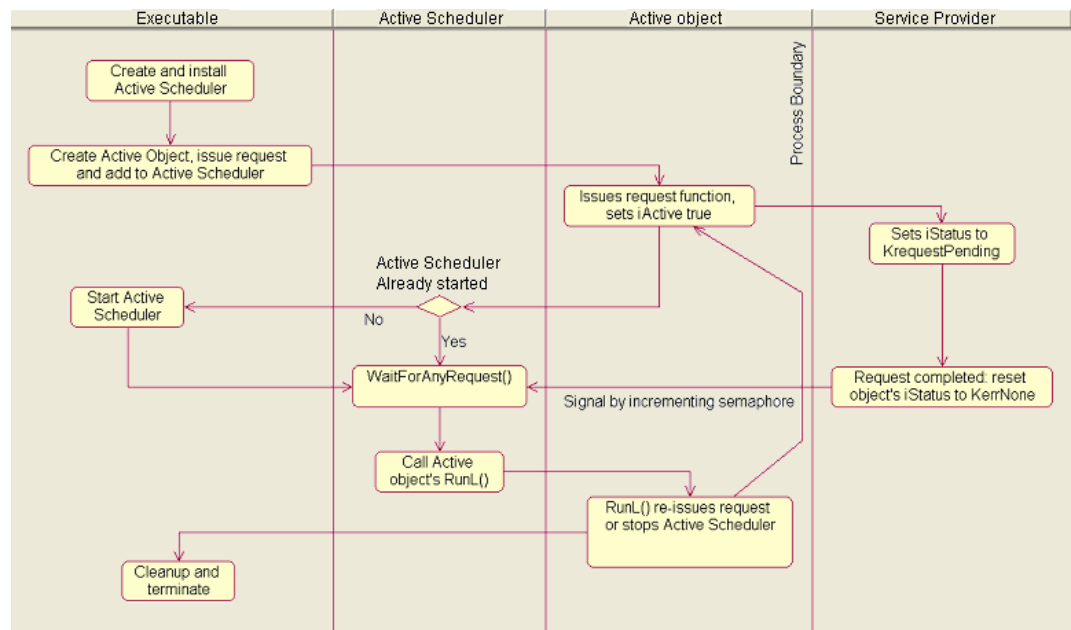 Executable
Active Scheduler
Active object
Service Provider
Create and install
Active Scheduler
Process Boundary
Create Active Object, issue request
and add to Active Scheduler
Issues request function,
sets iActive true
Sets iStatus to
KrequestPending
Active Scheduler
Already started
Start Active
Scheduler
No
Yes
WaitForAnyRequest()
Request completed: reset
object's iStatus to KerrNone
Signal by incrementing semaphore
Call Active
object's RunL()
RunL() re-issues request
or stops Active Scheduler
Cleanup and
terminate